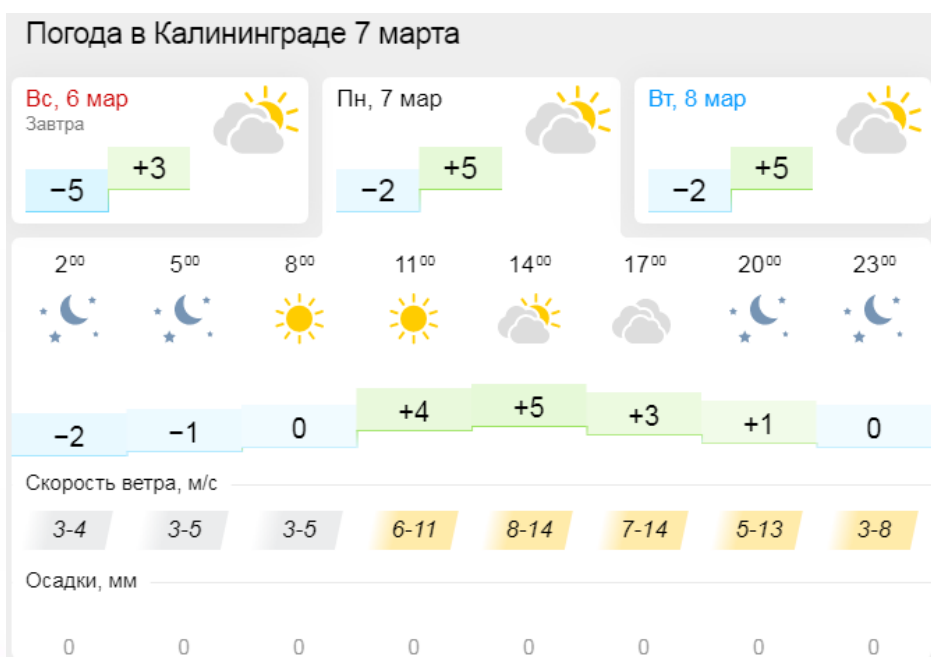 Погода в Калининграде 7 марта
Вс, 6 мар Пн, 7 мар Вт, 8 мар
Завтра
−5 +3 −2 +5 −2 +5
2⁰⁰ 5⁰⁰ 8⁰⁰ 11⁰⁰ 14⁰⁰ 17⁰⁰ 20⁰⁰ 23⁰⁰
−2 −1 0 +4 +5 +3 +1 0
Скорость ветра, м/с
3-4 3-5 3-5 6-11 8-14 7-14 5-13 3-8
Осадки, мм
0 0 0 0 0 0 0 0